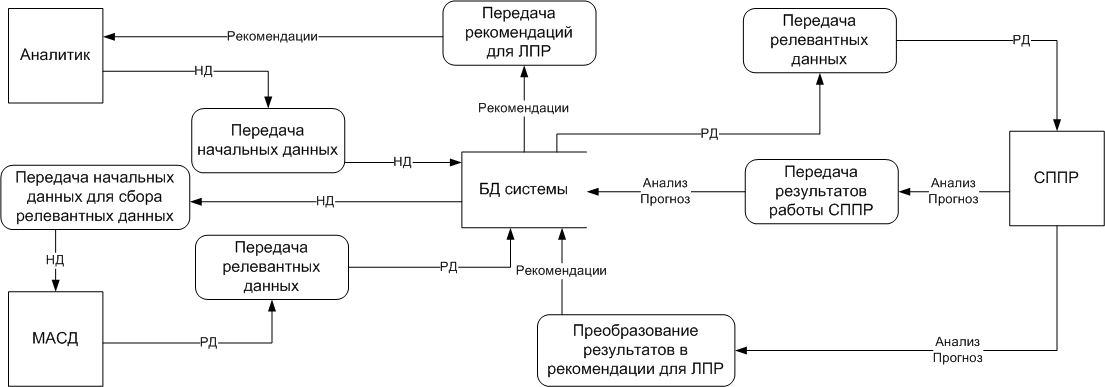 Аналитик
Рекомендации
Передача
рекомендаций
для ЛПР
Передача
релевантных
данных
РД
НД
Рекомендации
Передача
начальных данных
НД
РД
Передача начальных
данных для сбора
релевантных данных
НД
БД системы
Анализ
Прогноз
Передача
результатов
работы СППР
Анализ
Прогноз
СППР
НД
Передача
релевантных
данных
РД
Рекомендации
МАСД
РД
Преобразование
результатов в
рекомендации для ЛПР
Анализ
Прогноз